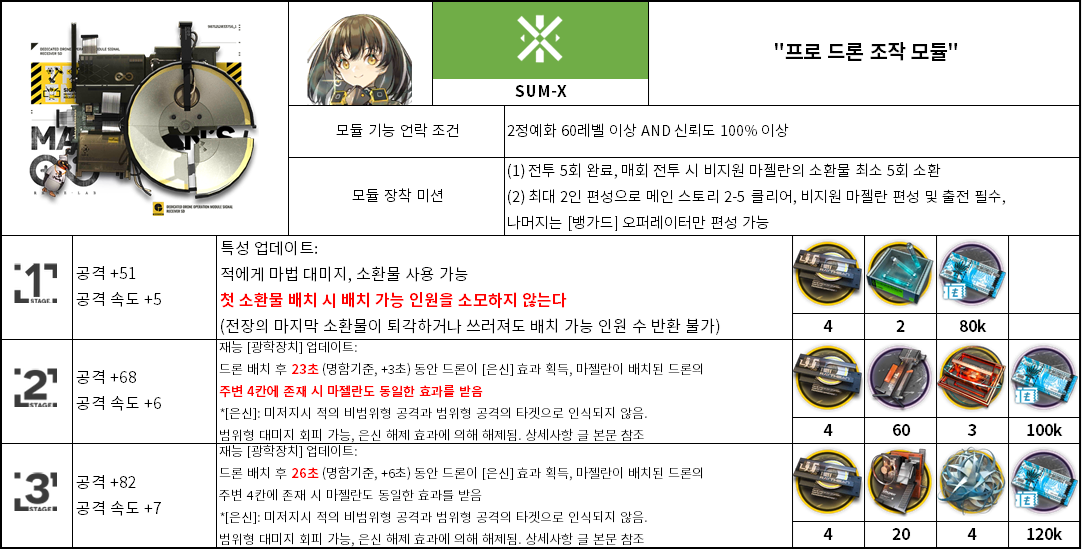 DEDICATED DRONE OPERATION MODULE SIGNAL
RECEIVER SD
"프로 드론 조작 모듈"
SUM-X
모듈 기능 언락 조건
2정예화 60레벨 이상 AND 신뢰도 100% 이상
모듈 장착 미션
(1) 전투 5회 완료, 매회 전투 시 비지원 마젤란의 소환물 최소 5회 소환
(2) 최대 2인 편성으로 메인 스토리 2-5 클리어, 비지원 마젤란 편성 및 출전 필수,
나머지는 [뱅가드] 오퍼레이터만 편성 가능
1
STAGE
공격 +51
공격 속도 +5
특성 업데이트:
적에게 마법 대미지, 소환물 사용 가능
첫 소환물 배치 시 배치 가능 인원을 소모하지 않는다
(전장의 마지막 소환물이 퇴각하거나 쓰러져도 배치 가능 인원 수 반환 불가)
4
2
80k
2
STAGE
공격 +68
공격 속도 +6
재능 [광학장치] 업데이트:
드론 배치 후 23초 (명함기준, +3초) 동안 드론이 [은신] 효과 획득, 마젤란이 배치된 드론의
주변 4칸에 존재 시 마젤란도 동일한 효과를 받음
*[은신]: 미저지시 적의 비범위형 공격과 범위형 공격의 타겟으로 인식되지 않음.
범위형 대미지 회피 가능, 은신 해제 효과에 의해 해제됨. 상세사항 글 본문 참조
4
60
3
100k
3
STAGE
공격 +82
공격 속도 +7
재능 [광학장치] 업데이트:
드론 배치 후 26초 (명함기준, +6초) 동안 드론이 [은신] 효과 획득, 마젤란이 배치된 드론의
주변 4칸에 존재 시 마젤란도 동일한 효과를 받음
*[은신]: 미저지시 적의 비범위형 공격과 범위형 공격의 타겟으로 인식되지 않음.
범위형 대미지 회피 가능, 은신 해제 효과에 의해 해제됨. 상세사항 글 본문 참조
4
20
4
120k